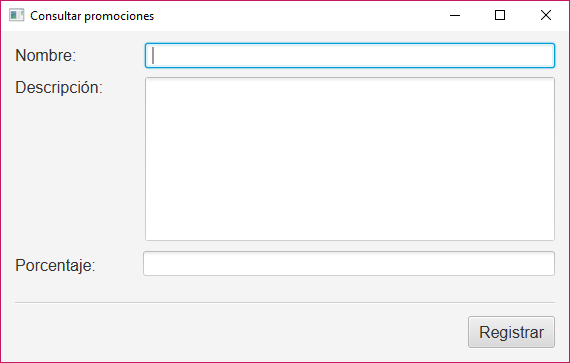 Consultar promociones
Nombre:
Descripción:
Porcentaje:
Registrar